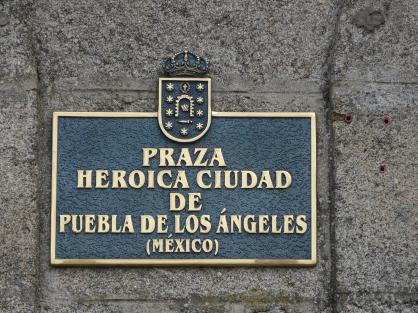 PRAZA
HEROICA CIUDAD
DE
PUEBLA DE LOS ÁNGELES
(MÉXICO)